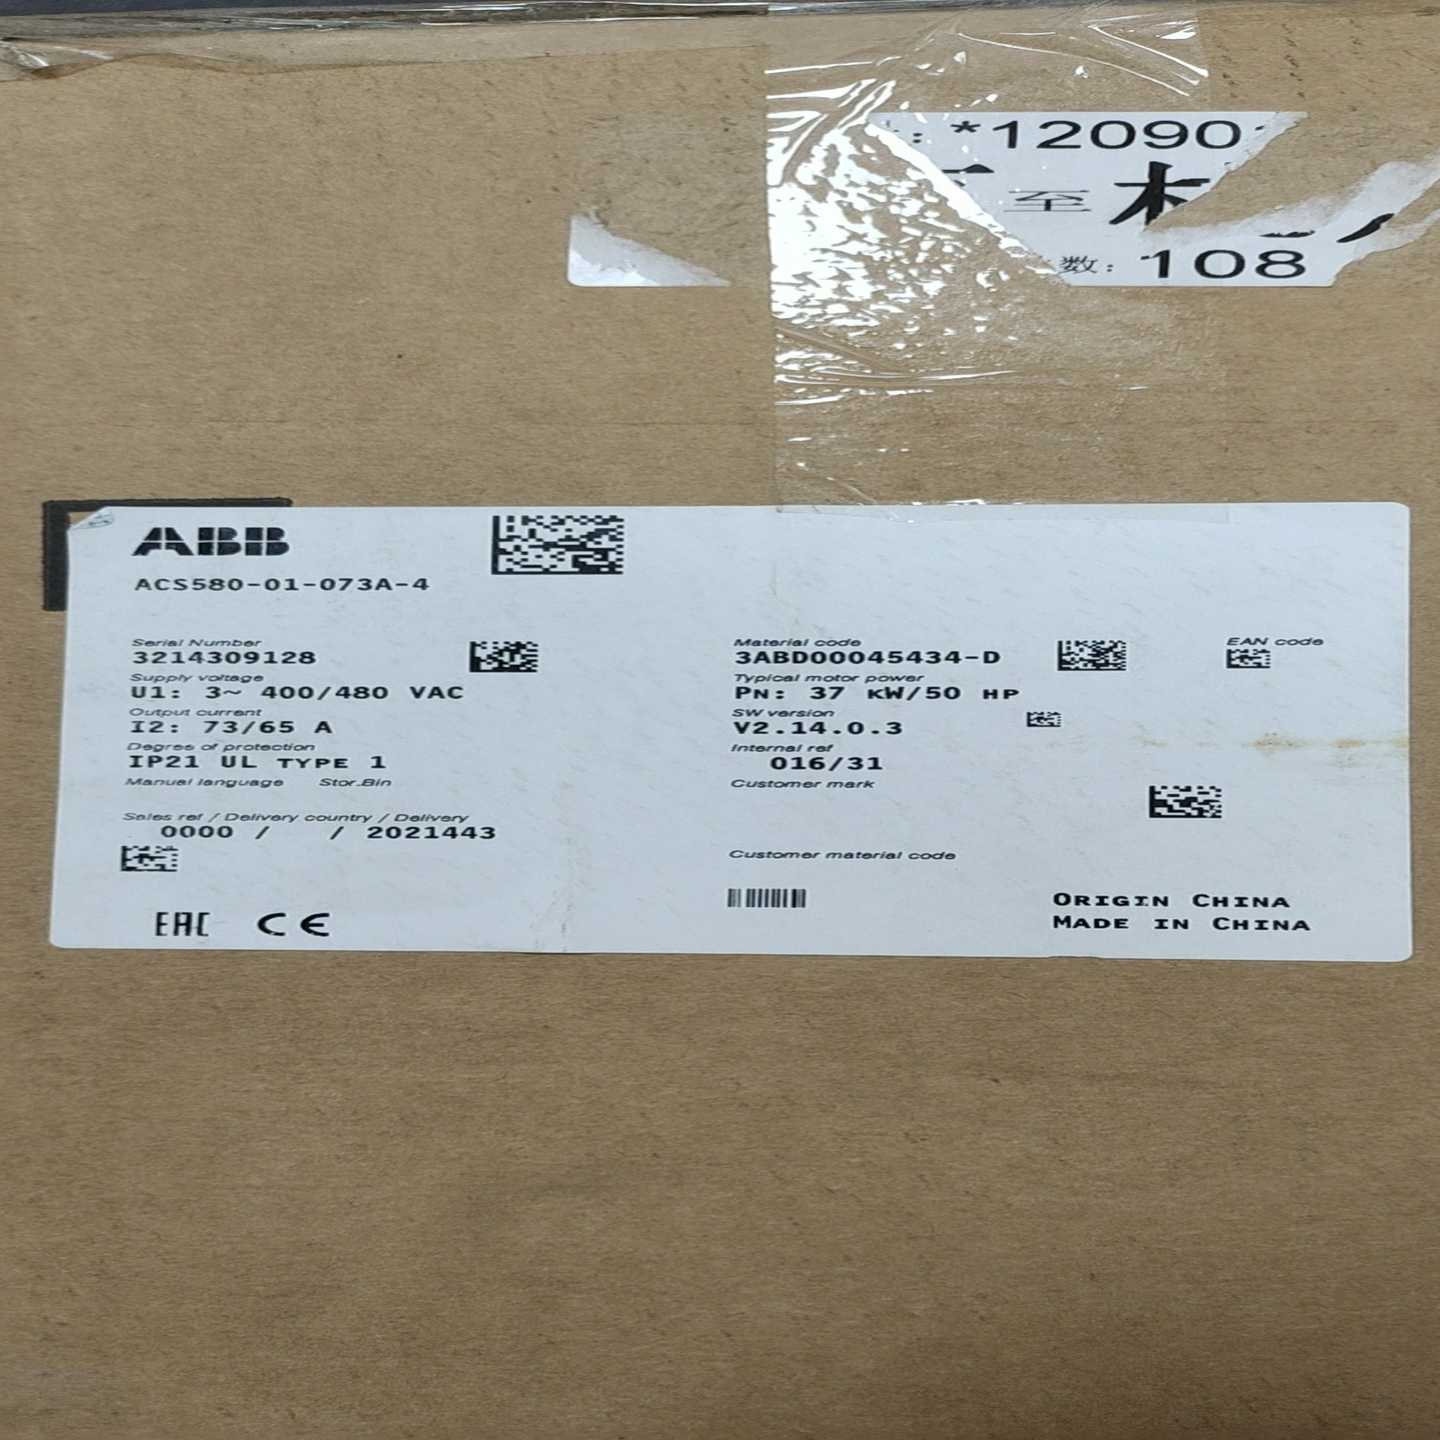 *12090
至
数: 108
ABB
ACS580-01-073A-4
Serial Number
3214309128
Supply voltage
U1: 3~ 400/480 VAC
Output current
I2: 73/65 A
Degree of protection
IP21 UL TYPE 1
Manual language Stor.Bin
Sales ref / Delivery country / Delivery
0000 / / 2021443
EAC CE
Material code
3ABD00045434-D
EAN code
Typical motor power
PN: 37 KW/50 HP
SW version
V2.14.0.3
Internal ref
016/31
Customer mark
Customer material code
ORIGIN CHINA
MADE IN CHINA